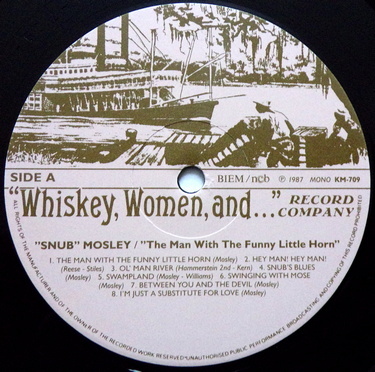 SIDE A BIEM/ncb ℗ 1987 MONO KM-709
"Whiskey, Women, and..." RECORD COMPANY
"SNUB" MOSLEY / "The Man With The Funny Little Horn"
1. THE MAN WITH THE FUNNY LITTLE HORN (Mosley) 2. HEY MAN! HEY MAN!
(Reese - Stiles) 3. OL' MAN RIVER (Hammerstein 2nd - Kern) 4. SNUB'S BLUES
(Mosley) 5. SWAMPLAND (Mosley - Williams) 6. SWINGING WITH MOSE
(Mosley) 7. BETWEEN YOU AND THE DEVIL (Mosley)
8. I'M JUST A SUBSTITUTE FOR LOVE (Mosley)
ALL RIGHTS OF THE MANUFACTURER AND OF THE OWNER OF THE RECORDED WORK RESERVED·UNAUTHORISED PUBLIC PERFORMANCE BROADCASTING AND COPYING OF THIS RECORD PROHIBITED